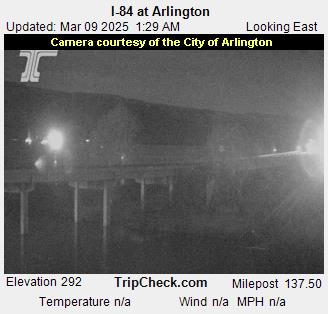 I-84 at Arlington
Updated: Mar 09 2025 1:29 AM Looking East
Camera courtesy of the City of Arlington
Elevation 292 TripCheck.com Milepost 137.50
Temperature n/a Wind n/a MPH n/a